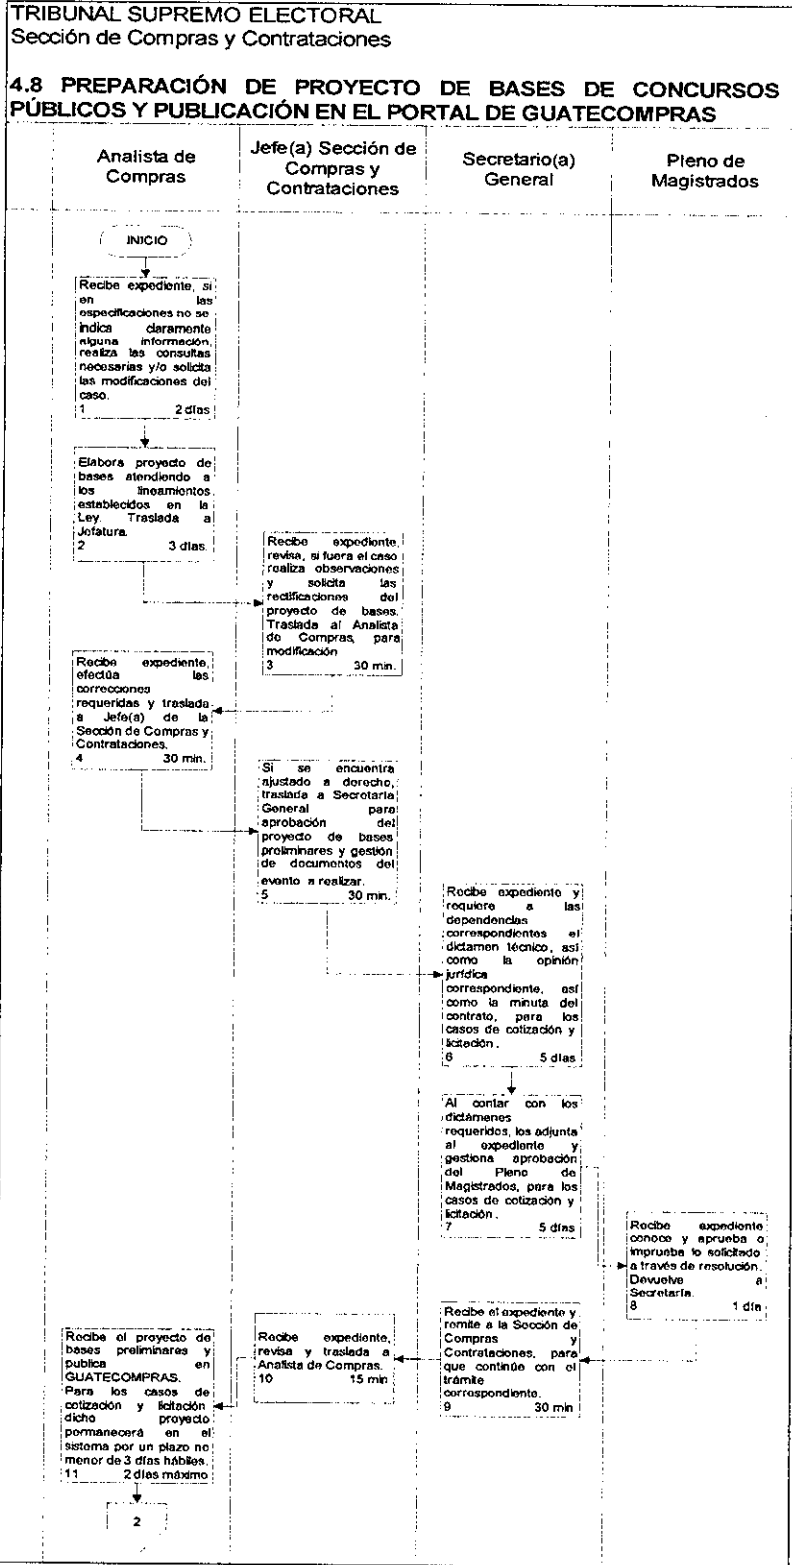 TRIBUNAL SUPREMO ELECTORAL
Sección de Compras y Contrataciones
4.8 PREPARACIÓN DE PROYECTO DE BASES DE CONCURSOS
PÚBLICOS Y PUBLICACIÓN EN EL PORTAL DE GUATECOMPRAS
Analista de
Compras
Jefe(a) Sección de
Compras y
Contrataciones
Secretario(a)
General
Pleno de
Magistrados
INICIO
Recibe expediente, si
en las
especificaciones no se
indica claramente
alguna información,
realiza las consultas
necesarias y/o solicita
las modificaciones del
caso.
1 2 días
Elabora proyecto de
bases atendiendo a
los lineamientos
establecidos en la
Ley. Traslada a
Jefatura.
2 3 días.
Recibe expediente,
revisa, si fuera el caso
realiza observaciones
y solicita las
rectificaciones del
proyecto de bases.
Traslada al Analista
de Compras, para
modificación
3 30 min.
Recibe expediente,
efectúa las
correcciones
requeridas y traslada
a Jefe(a) de la
Sección de Compras y
Contrataciones.
4 30 min.
Si se encuentra
ajustado a derecho,
traslada a Secretaría
General para
aprobación del
proyecto de bases
preliminares y gestión
de documentos del
evento a realizar.
5 30 min.
Recibe expediente y
requiere a las
dependencias
correspondientes el
dictamen técnico, así
como la opinión
jurídica
correspondiente, así
como la minuta del
contrato, para los
casos de cotización y
licitación.
6 5 días
Al contar con los
dictámenes
requeridos, los adjunta
al expediente y
gestiona aprobación
del Pleno de
Magistrados, para los
casos de cotización y
licitación.
7 5 días
Recibe expediente
conoce y aprueba o
imprueba lo solicitado
a través de resolución.
Devuelve a
Secretaría.
8 1 día
Recibe el expediente y
remite a la Sección de
Compras y
Contrataciones, para
que continúe con el
trámite
correspondiente.
9 30 min
Recibe expediente,
revisa y traslada a
Analista de Compras.
10 15 min
Recibe el proyecto de
bases preliminares y
publica en
GUATECOMPRAS.
Para los casos de
cotización y licitación
dicho proyecto
permanecerá en el
sistema por un plazo no
menor de 3 días hábiles.
11 2 días máximo
2